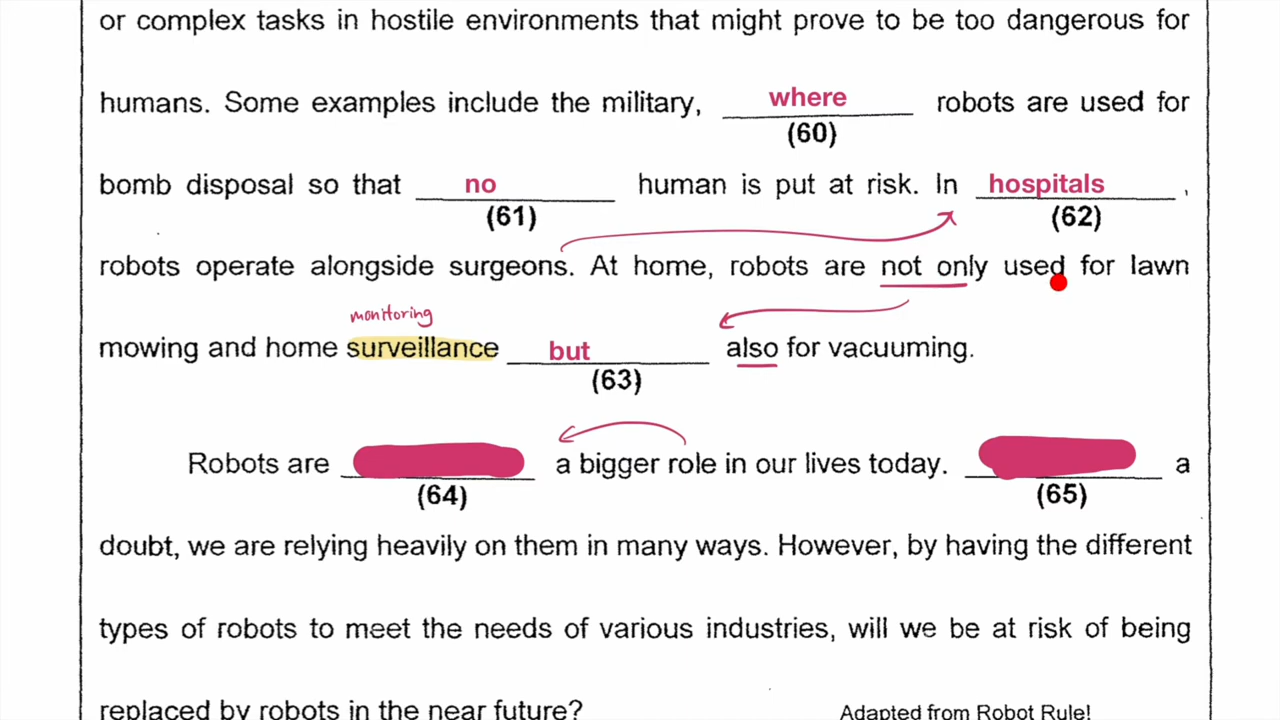 or complex tasks in hostile environments that might prove to be too dangerous for
humans. Some examples include the military, where robots are used for
(60)
bomb disposal so that no human is put at risk. In hospitals ,
(61) (62)
robots operate alongside surgeons. At home, robots are not only used for lawn
monitoring
mowing and home surveillance but also for vacuuming.
(63)
Robots are a bigger role in our lives today. a
(64) (65)
doubt, we are relying heavily on them in many ways. However, by having the different
types of robots to meet the needs of various industries, will we be at risk of being
replaced by robots in the near future? Adapted from Robot Rule!